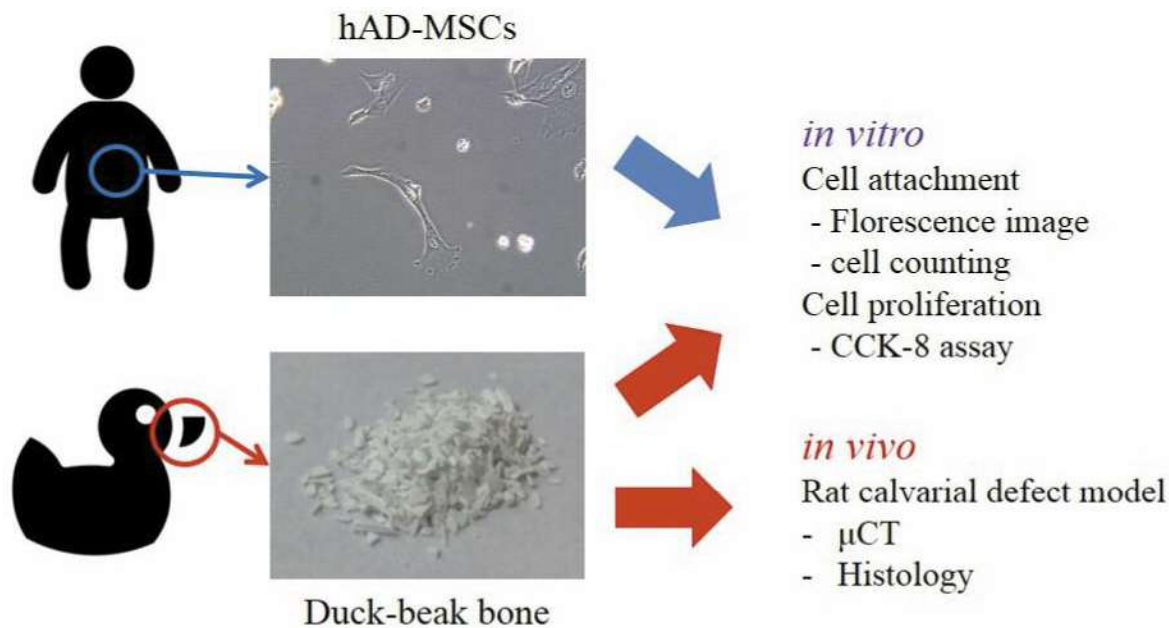 hAD-MSCs
in vitro
Cell attachment
- Florescence image
- cell counting
Cell proliferation
- CCK-8 assay
in vivo
Rat calvarial defect model
- μCT
- Histology
Duck-beak bone